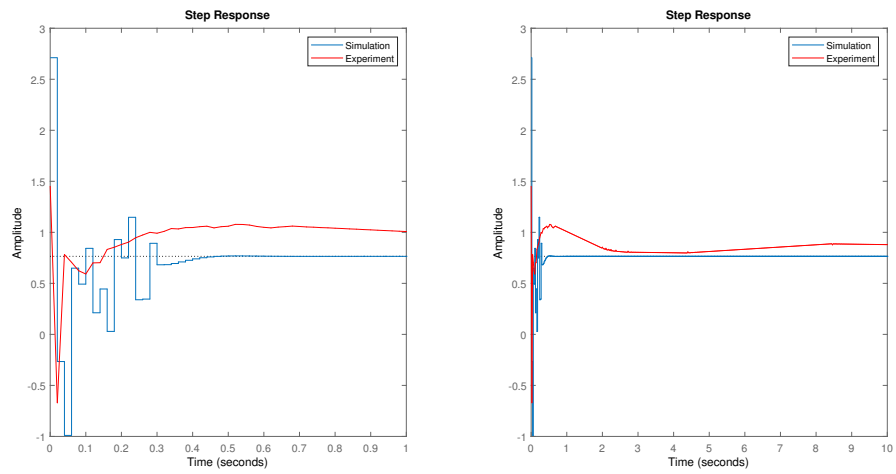 Step Response
3
2.5
2
1.5
1
0.5
0
-0.5
-1
Amplitude
Simulation
Experiment
0 0.1 0.2 0.3 0.4 0.5 0.6 0.7 0.8 0.9 1
Time (seconds)
Step Response
3
2.5
2
1.5
1
0.5
0
-0.5
-1
Amplitude
Simulation
Experiment
0 1 2 3 4 5 6 7 8 9 10
Time (seconds)